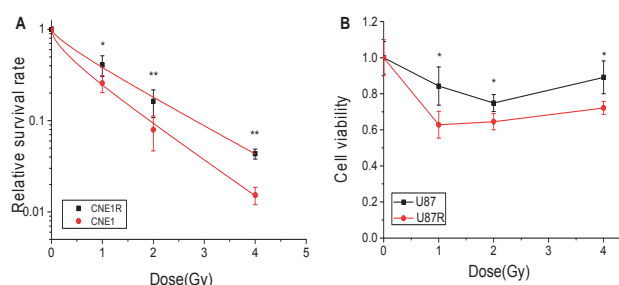 A
Relative survival rate
1
0.1
0.01
*
**
**
CNE1R
CNE1
0 1 2 3 4 5
Dose(Gy)
B
Cell viability
1.2
1.0
0.8
0.6
0.4
0.2
0.0
*
*
*
U87
U87R
0 1 2 3 4
Dose(Gy)